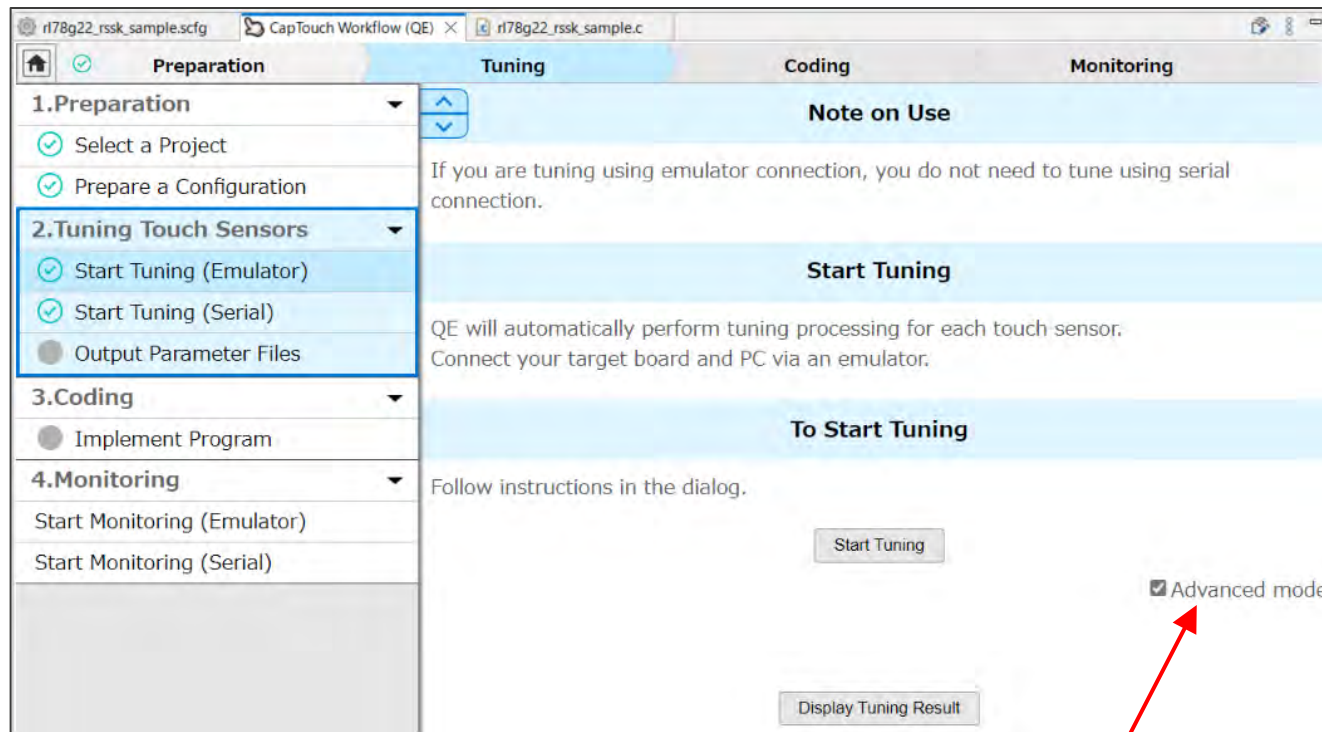 rl78g22_rssk_sample.scfg
CapTouch Workflow (QE)
rl78g22_rssk_sample.c
Preparation
Tuning
Coding
Monitoring
1.Preparation
Select a Project
Prepare a Configuration
2.Tuning Touch Sensors
Start Tuning (Emulator)
Start Tuning (Serial)
Output Parameter Files
3.Coding
Implement Program
4.Monitoring
Start Monitoring (Emulator)
Start Monitoring (Serial)
Note on Use
If you are tuning using emulator connection, you do not need to tune using serial
connection.
Start Tuning
QE will automatically perform tuning processing for each touch sensor.
Connect your target board and PC via an emulator.
To Start Tuning
Follow instructions in the dialog.
Start Tuning
Advanced mode
Display Tuning Result